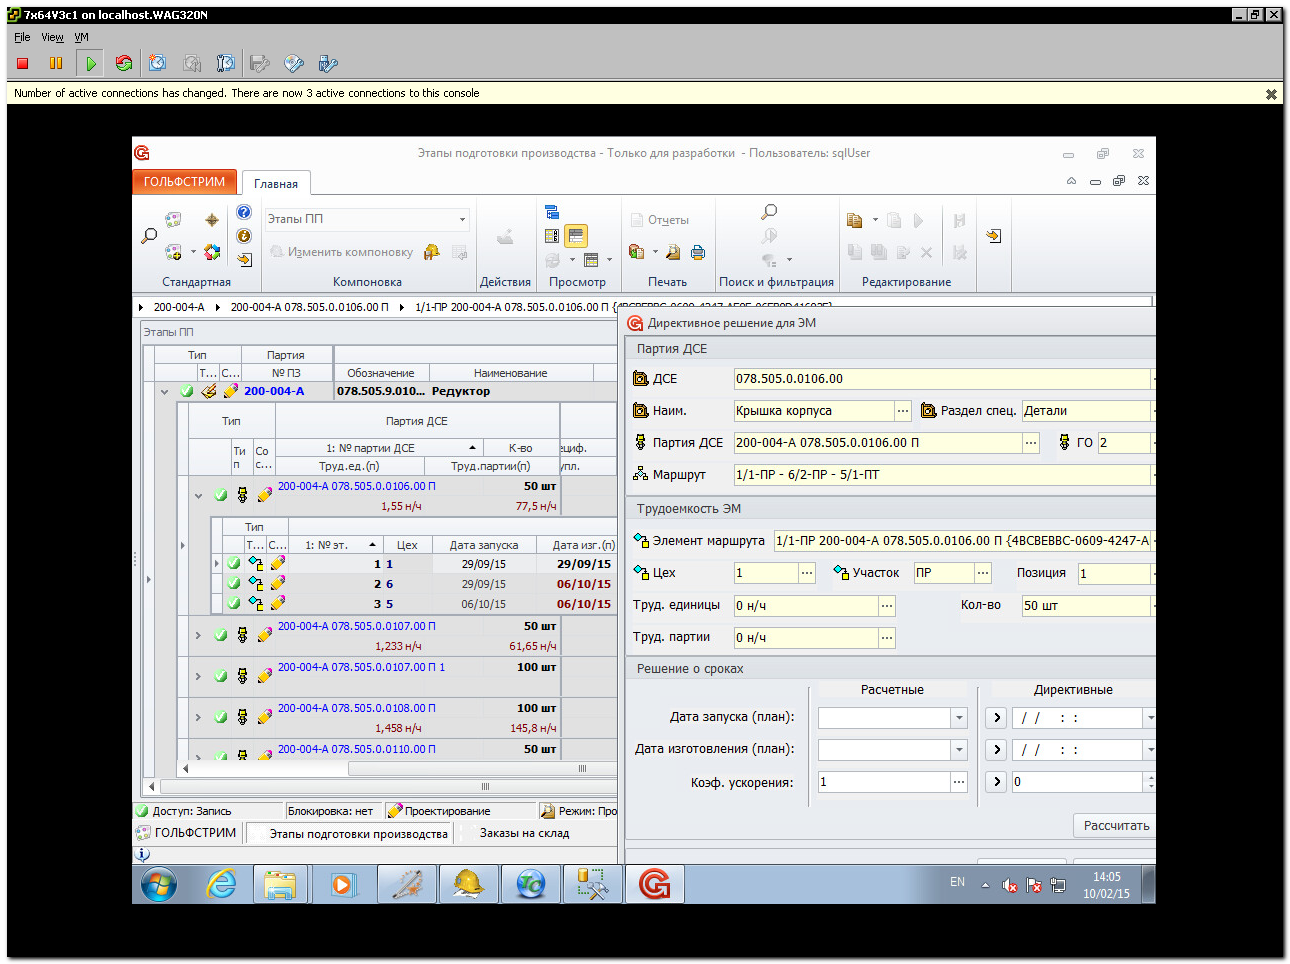 7x64V3c1 on localhost.WAG320N
File View VM
Number of active connections has changed. There are now 3 active connections to this console
Этапы подготовки производства - Только для разработки - Пользователь: sqlUser
ГОЛЬФСТРИМ Главная
Этапы ПП
Отчеты
Изменить компоновку
Стандартная Компоновка Действия Просмотр Печать Поиск и фильтрация Редактирование
200-004-А 200-004-А 078.505.0.0106.00 П 1/1-ПР 200-004-А 078.505.0.0106.00 П
Этапы ПП
Тип Партия
Т... С... № ПЗ Обозначение Наименование
200-004-А 078.505.9.010... Редуктор
Тип Партия ДСЕ
Ти п Со с... 1: № партии ДСЕ К-во
Труд.ед.(п) Труд.партии(п) упл.
200-004-А 078.505.0.0106.00 П 50 шт
1,55 н/ч 77,5 н/ч
Тип
Т... С... 1: № эт. Цех Дата запуска Дата изг.(п)
1 1 29/09/15 29/09/15
2 6 29/09/15 06/10/15
3 5 06/10/15 06/10/15
200-004-А 078.505.0.0107.00 П 50 шт
1,233 н/ч 61,65 н/ч
200-004-А 078.505.0.0107.00 П 1 100 шт
200-004-А 078.505.0.0108.00 П 100 шт
1,458 н/ч 145,8 н/ч
200-004-А 078.505.0.0110.00 П 50 шт
Доступ: Запись Блокировка: нет Проектирование Режим: Про
ГОЛЬФСТРИМ Этапы подготовки производства Заказы на склад
Директивное решение для ЭМ
Партия ДСЕ
ДСЕ 078.505.0.0106.00
Наим. Крышка корпуса ... Раздел спец. Детали
Партия ДСЕ 200-004-А 078.505.0.0106.00 П ... ГО 2
Маршрут 1/1-ПР - 6/2-ПР - 5/1-ПТ
Трудоемкость ЭМ
Элемент маршрута 1/1-ПР 200-004-А 078.505.0.0106.00 П {4BCBEBBC-0609-4247-A
Цех 1 ... Участок ПР ... Позиция 1
Труд. единицы 0 н/ч ... Кол-во 50 шт
Труд. партии 0 н/ч ...
Решение о сроках
Расчетные Директивные
Дата запуска (план): / / : :
Дата изготовления (план): / / : :
Коэф. ускорения: 1 ... 0
Рассчитать
EN 14:05
10/02/15